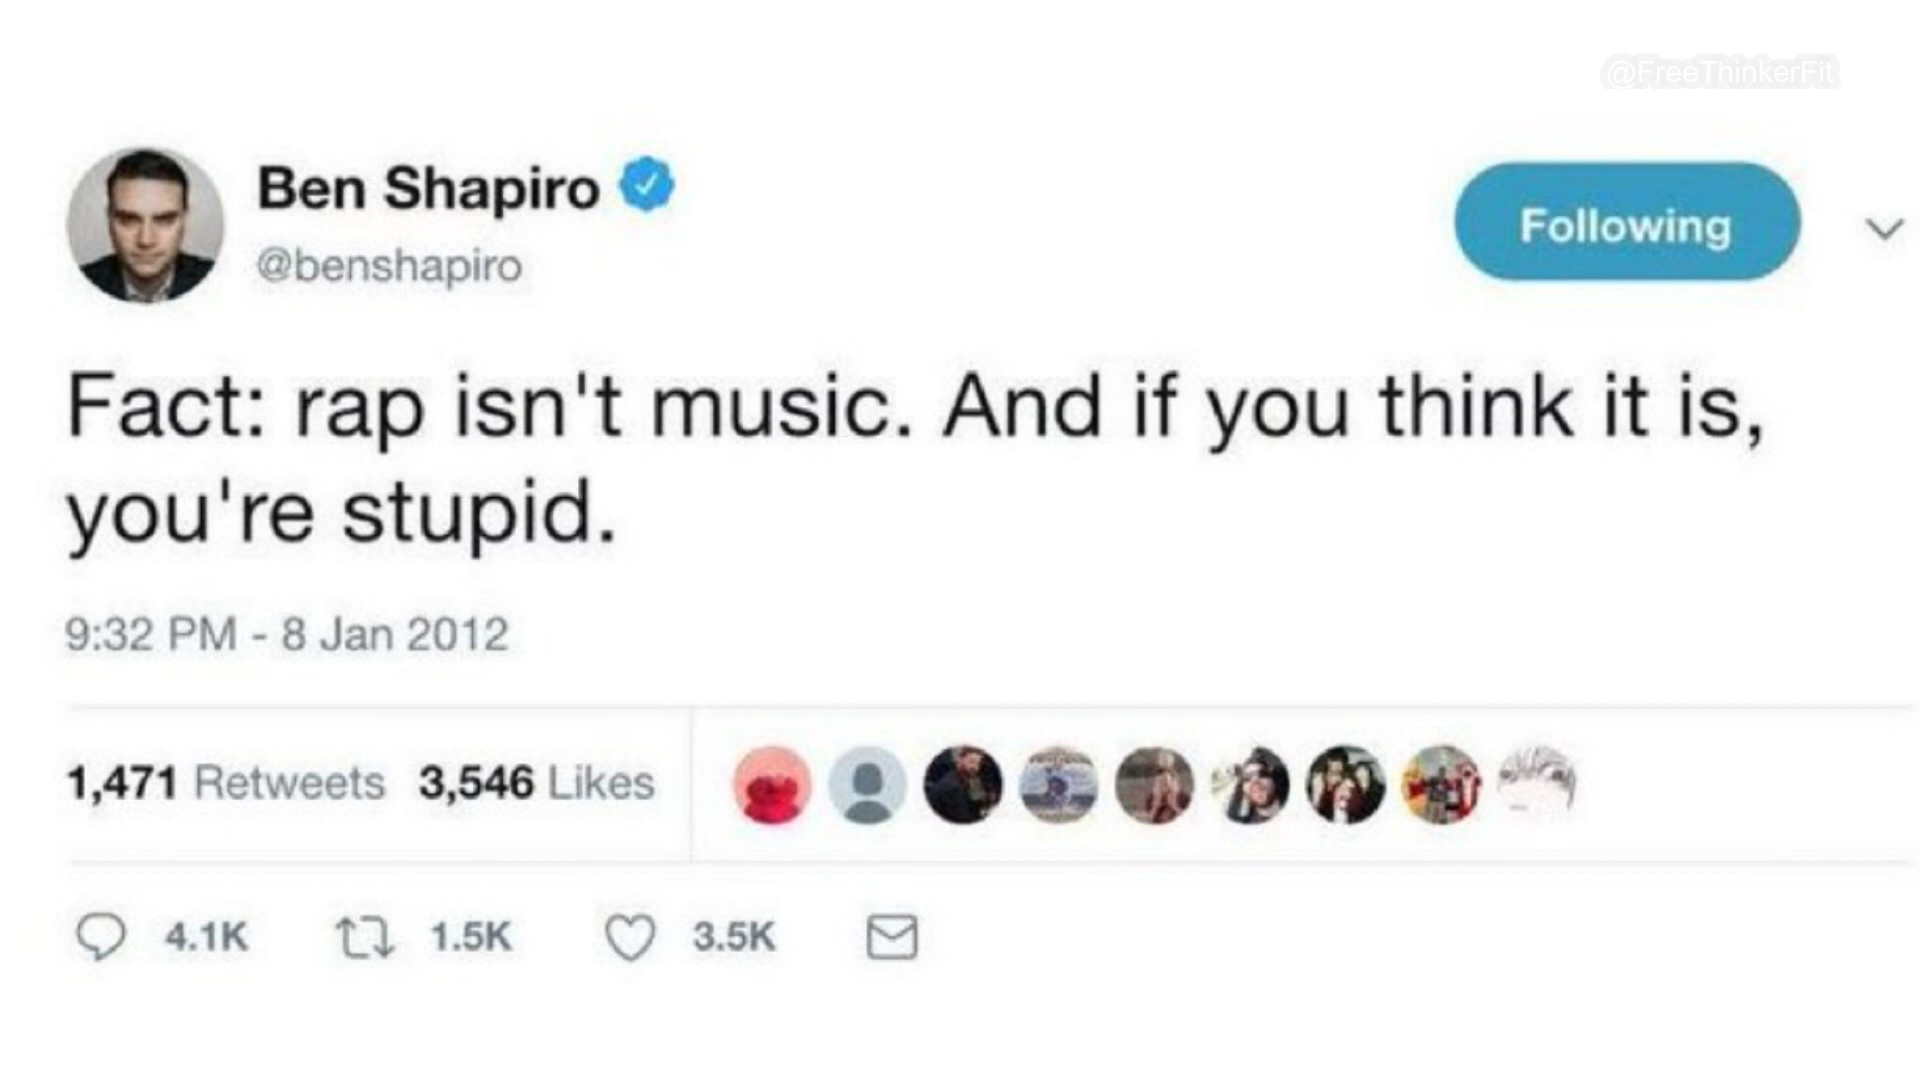 @FreeThinkerFit
Ben Shapiro
@benshapiro
Following
Fact: rap isn't music. And if you think it is,
you're stupid.
9:32 PM - 8 Jan 2012
1,471 Retweets 3,546 Likes
4.1K 1.5K 3.5K